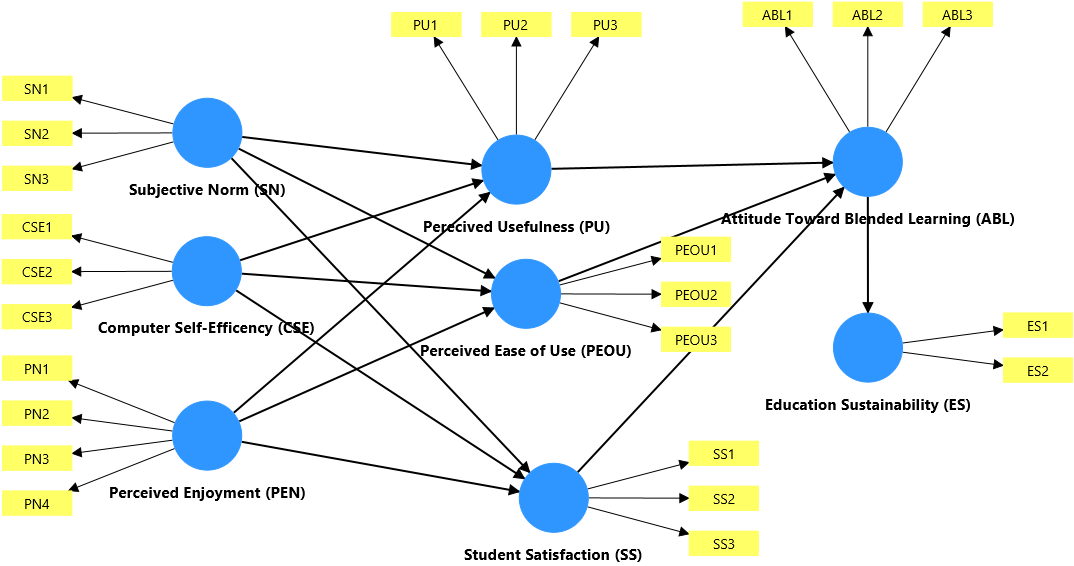 PU1
PU2
PU3
ABL1
ABL2
ABL3
SN1
SN2
SN3
Subjective Norm (SN)
Perecived Usefulness (PU)
Attitude Toward Blended Learning (ABL)
CSE1
CSE2
CSE3
Computer Self-Efficency (CSE)
PEOU1
PEOU2
PEOU3
Perceived Ease of Use (PEOU)
ES1
ES2
Education Sustainability (ES)
PN1
PN2
PN3
PN4
Perceived Enjoyment (PEN)
SS1
SS2
SS3
Student Satisfaction (SS)